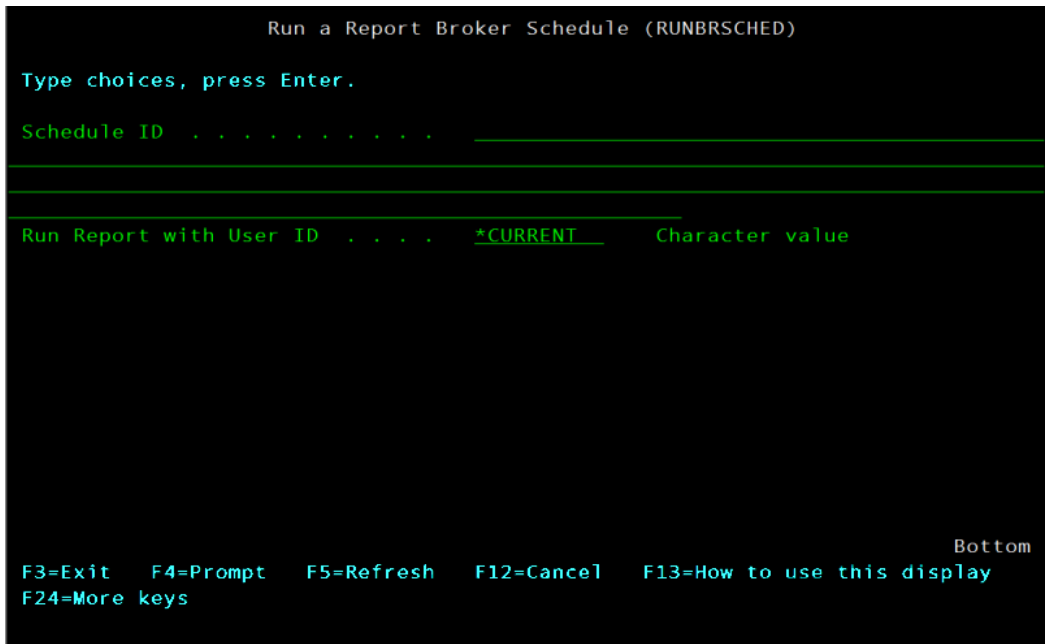 Run a Report Broker Schedule (RUNBRSCHED)
Type choices, press Enter.
Schedule ID . . . . . . . . . .
Run Report with User ID . . . . *CURRENT Character value
Bottom
F3=Exit F4=Prompt F5=Refresh F12=Cancel F13=How to use this display
F24=More keys